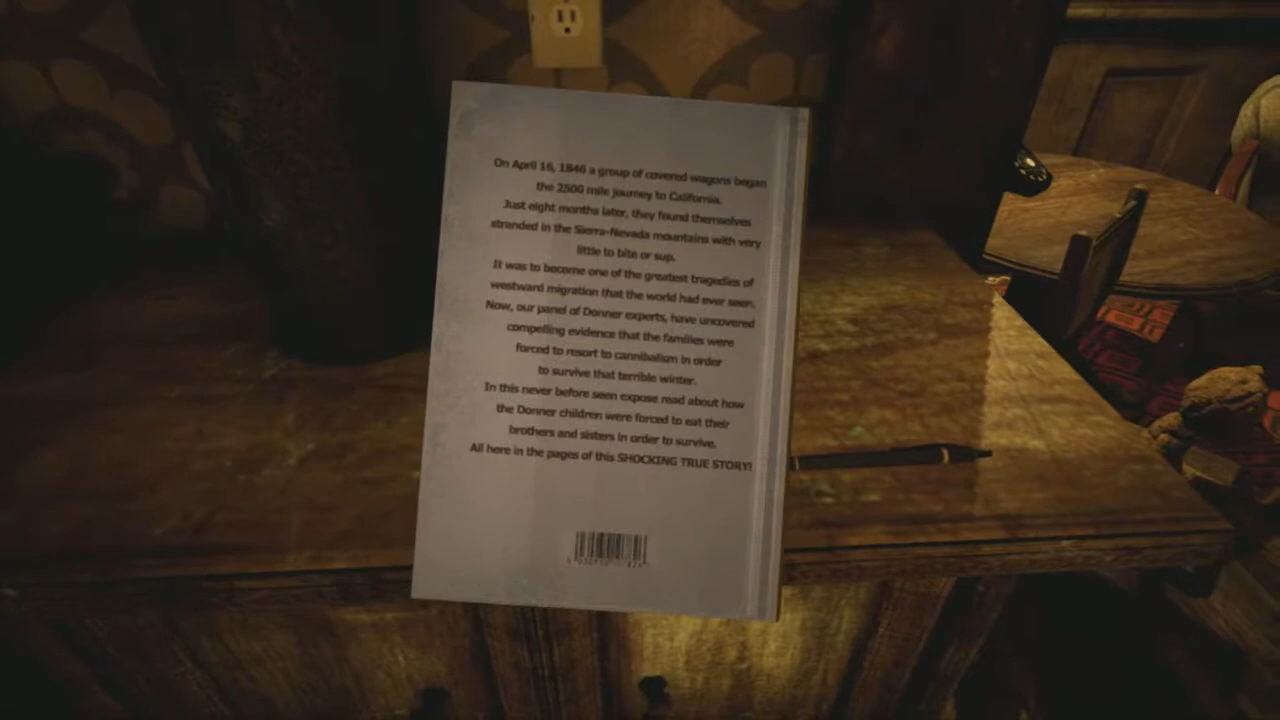 On April 16, 1846 a group of covered wagons began
the 2500 mile journey to California.
Just eight months later, they found themselves
stranded in the Sierra-Nevada mountains with very
little to bite or sup.
It was to become one of the greatest tragedies of
westward migration that the world had ever seen.
Now, our panel of Donner experts, have uncovered
compelling evidence that the families were
forced to resort to cannibalism in order
to survive that terrible winter.
In this never before seen expose read about how
the Donner children were forced to eat their
brothers and sisters in order to survive.
All here in the pages of this SHOCKING TRUE STORY!